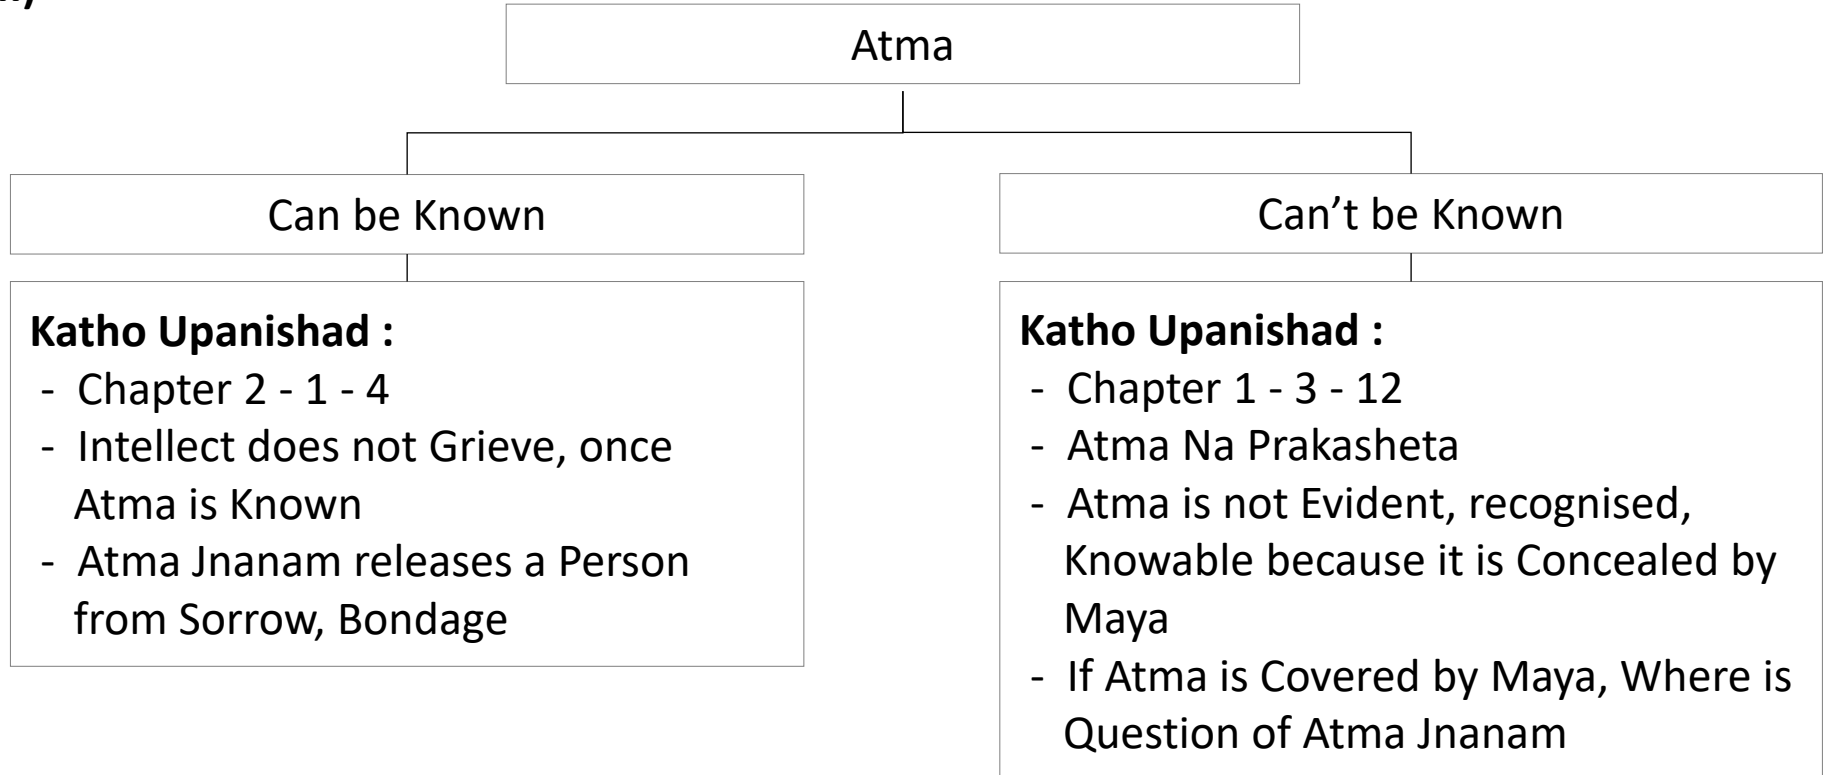 Atma
Can be Known
Can’t be Known
Katho Upanishad :
- Chapter 2 - 1 - 4
- Intellect does not Grieve, once
Atma is Known
- Atma Jnanam releases a Person
from Sorrow, Bondage
Katho Upanishad :
- Chapter 1 - 3 - 12
- Atma Na Prakasheta
- Atma is not Evident, recognised,
Knowable because it is Concealed by
Maya
- If Atma is Covered by Maya, Where is
Question of Atma Jnanam